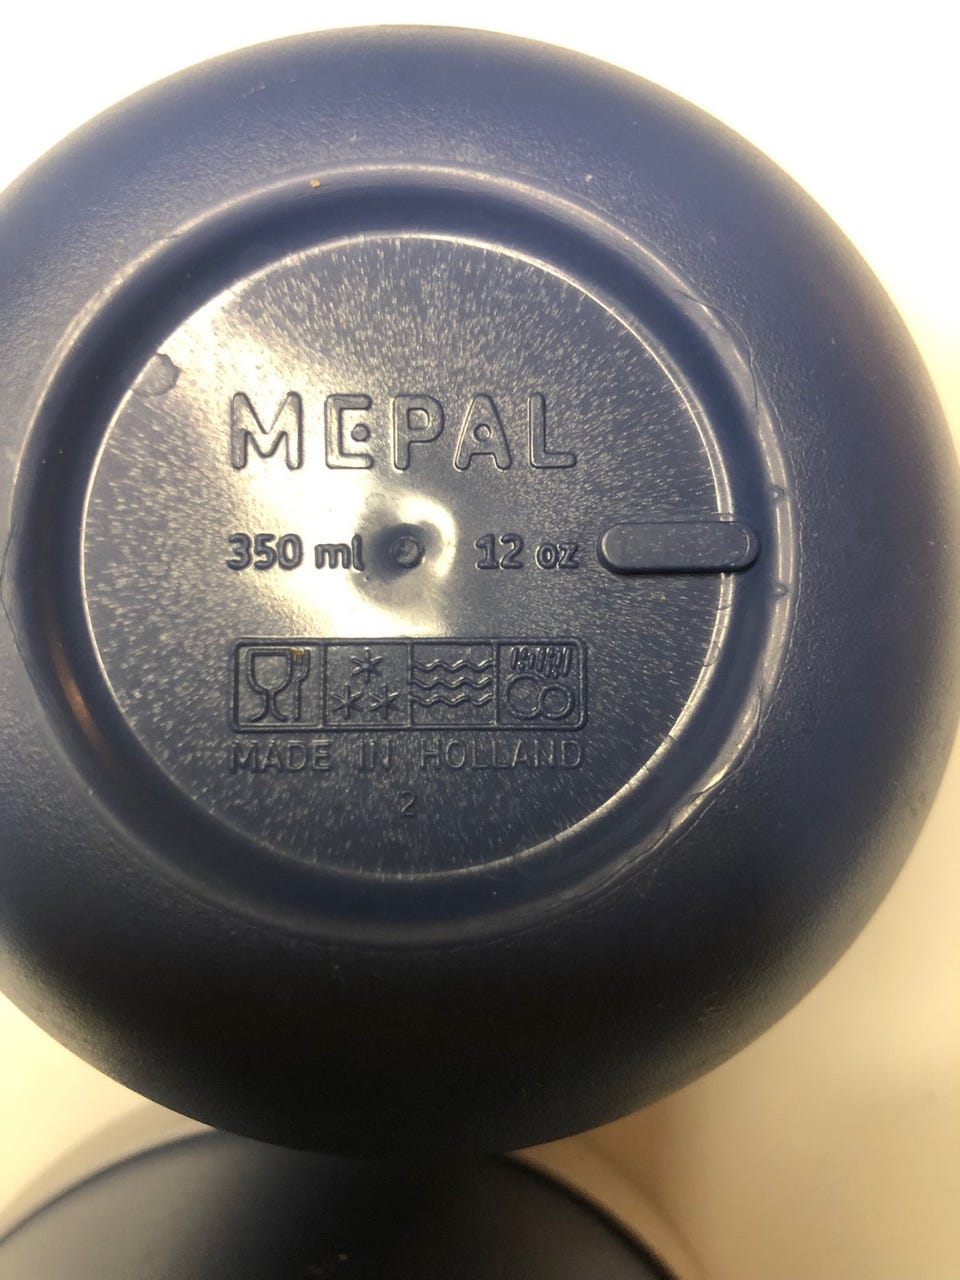 MEPAL
350 ml 12 oz
MADE IN HOLLAND
2